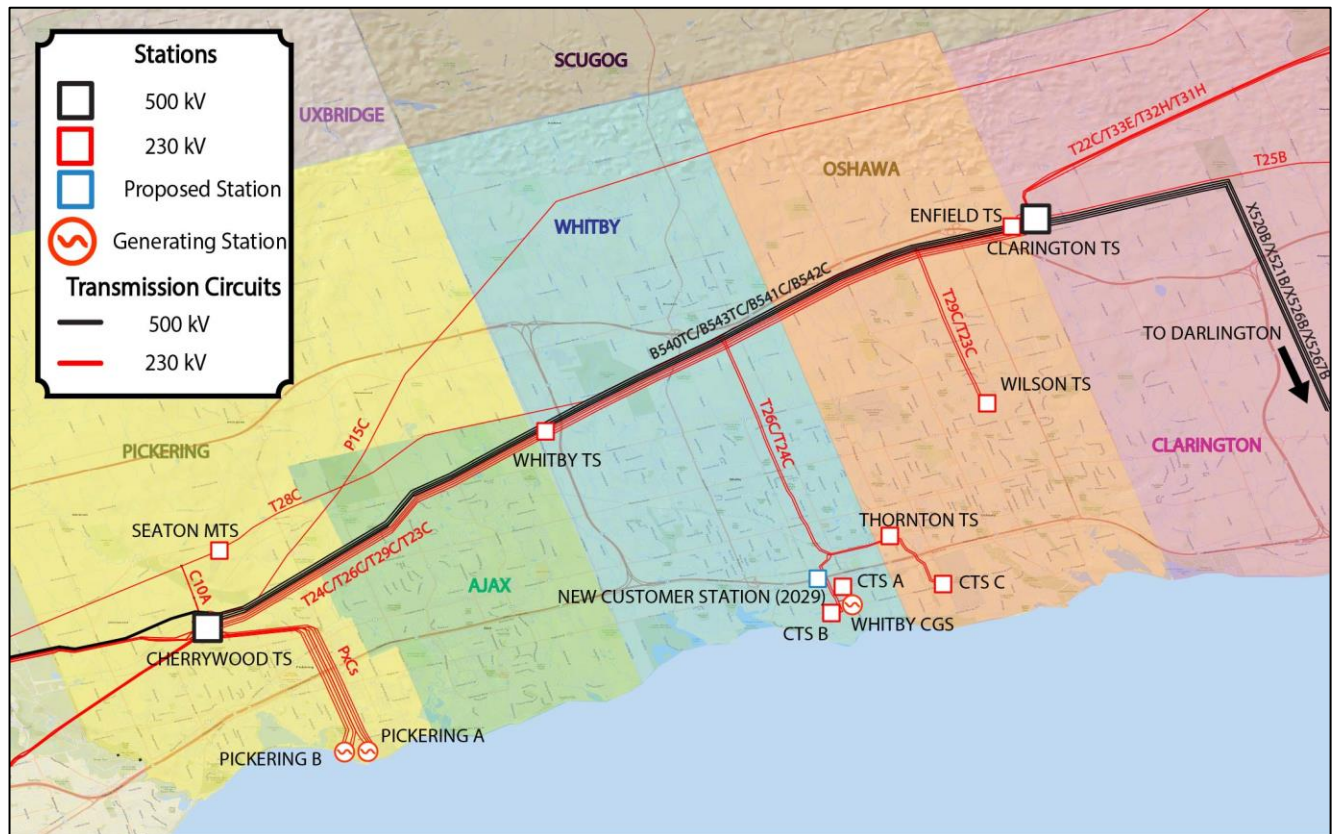 Stations
500 kV
230 kV
Proposed Station
Generating Station
Transmission Circuits
500 kV
230 kV
SCUGOG
UXBRIDGE
T22C/T33E/T32H/T31H
OSHAWA
T25B
WHITBY
ENFIELD TS
CLARINGTON TS
X520B/X521B/X526B/X5267B
B540TC/B543TC/B541C/B542C
T29C/T23C
TO DARLINGTON
WILSON TS
P15C
T26C/T24C
PICKERING
WHITBY TS
CLARINGTON
T28C
SEATON MTS
THORNTON TS
C10A
T24C/T26C/T29C/T23C
AJAX
CTS A
CTS C
NEW CUSTOMER STATION (2029)
WHITBY CGS
CTS B
CHERRYWOOD TS
PxCs
PICKERING A
PICKERING B